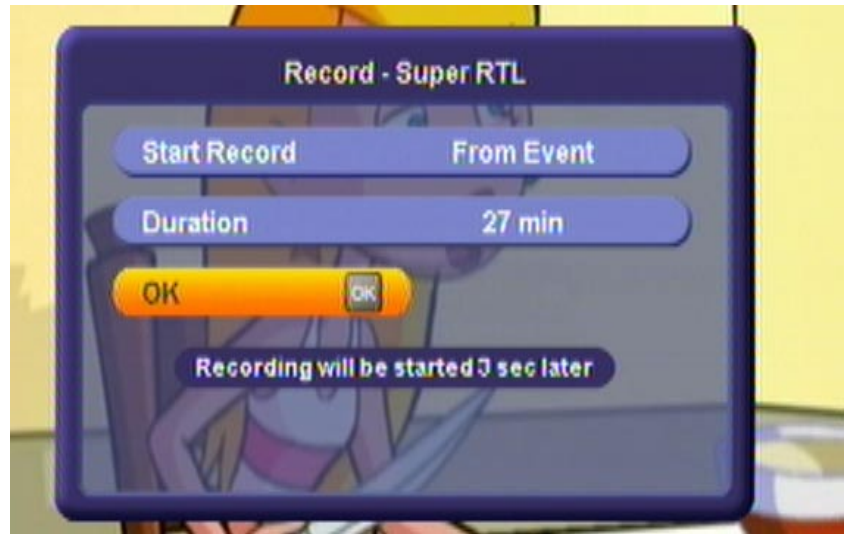 Record - Super RTL
Start Record From Event
Duration 27 min
OK OK
Recording will be started 3 sec later